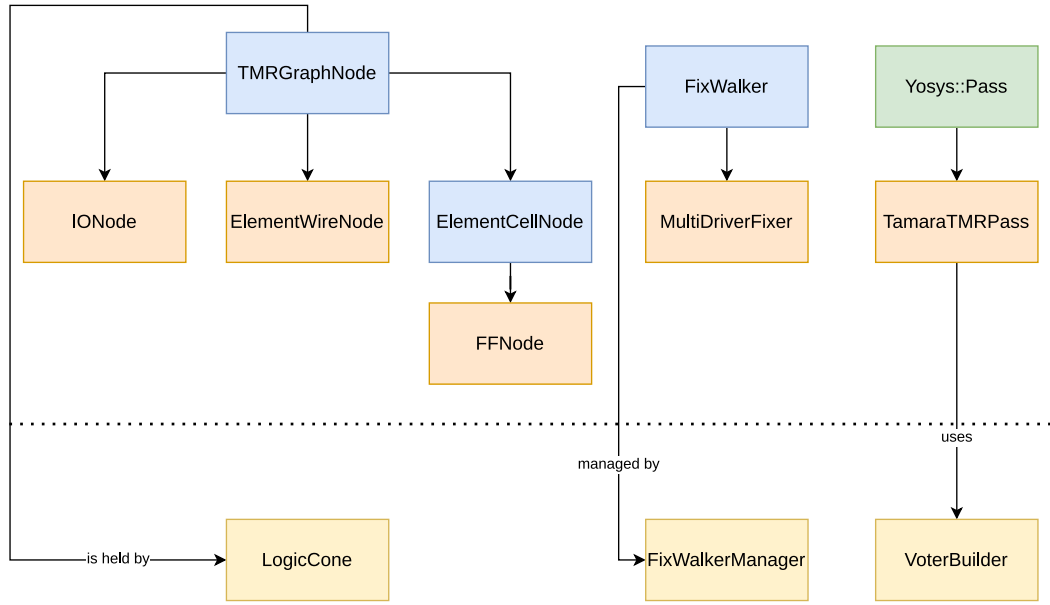 TMRGraphNode
FixWalker
Yosys::Pass
IONode
ElementWireNode
ElementCellNode
MultiDriverFixer
TamaraTMRPass
FFNode
uses
managed by
is held by
LogicCone
FixWalkerManager
VoterBuilder